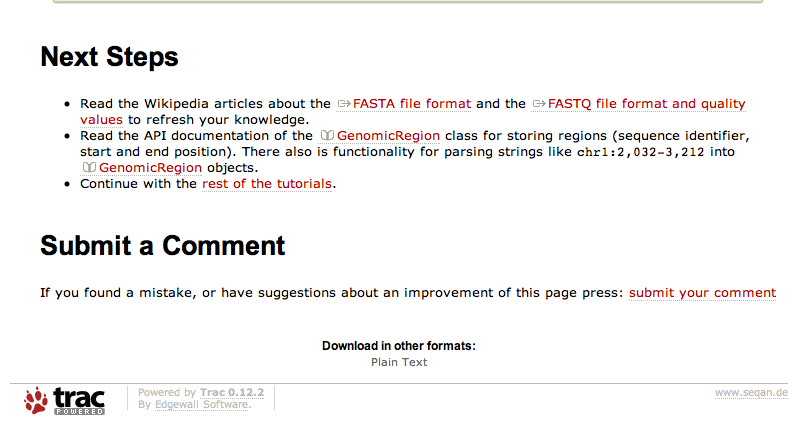 Next Steps
Read the Wikipedia articles about the FASTA file format and the FASTQ file format and quality
values to refresh your knowledge.
Read the API documentation of the GenomicRegion class for storing regions (sequence identifier,
start and end position). There also is functionality for parsing strings like chr1:2,032-3,212 into
GenomicRegion objects.
Continue with the rest of the tutorials.
Submit a Comment
If you found a mistake, or have suggestions about an improvement of this page press: submit your comment
Download in other formats:
Plain Text
trac
POWERED
Powered by Trac 0.12.2
By Edgewall Software.
www.seqan.de